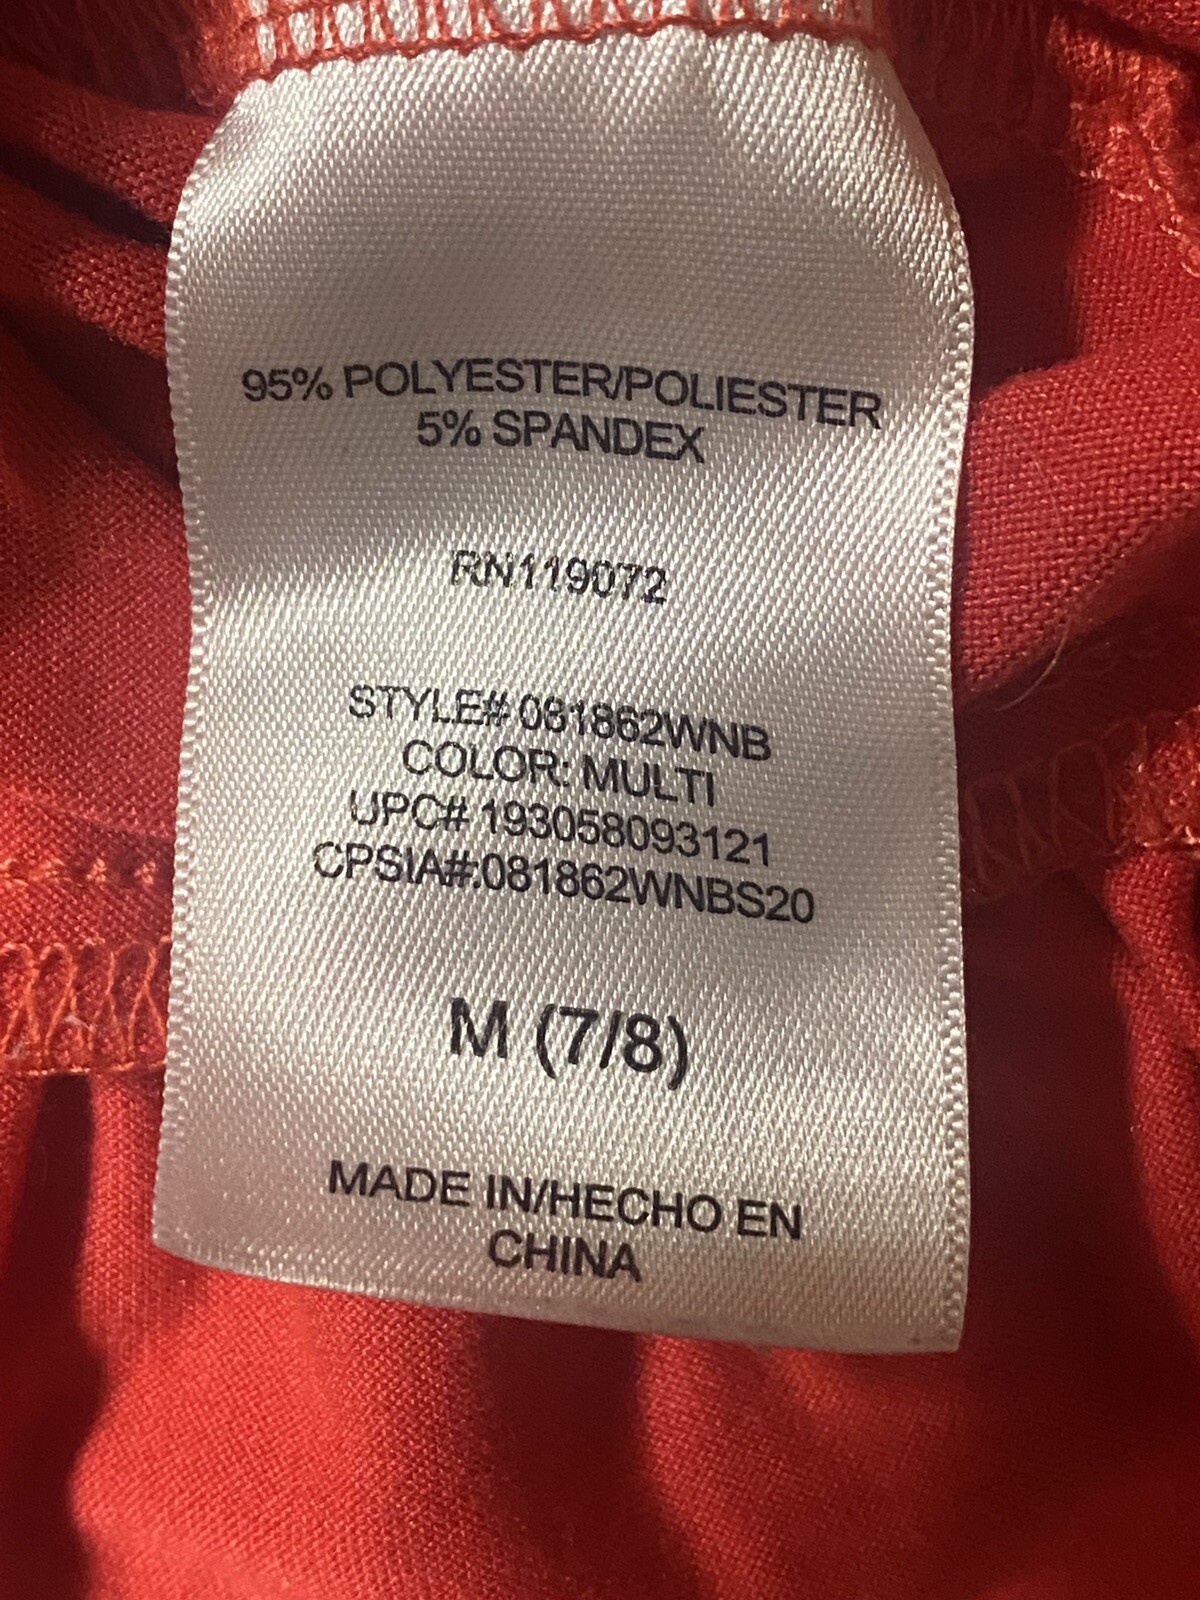 95% POLYESTER/POLIESTER
5% SPANDEX
RN119072
STYLE# 081862WNB
COLOR: MULTI
UPC# 193058093121
CPSIA#:081862WNBS20
M (7/8)
MADE IN/HECHO EN
CHINA